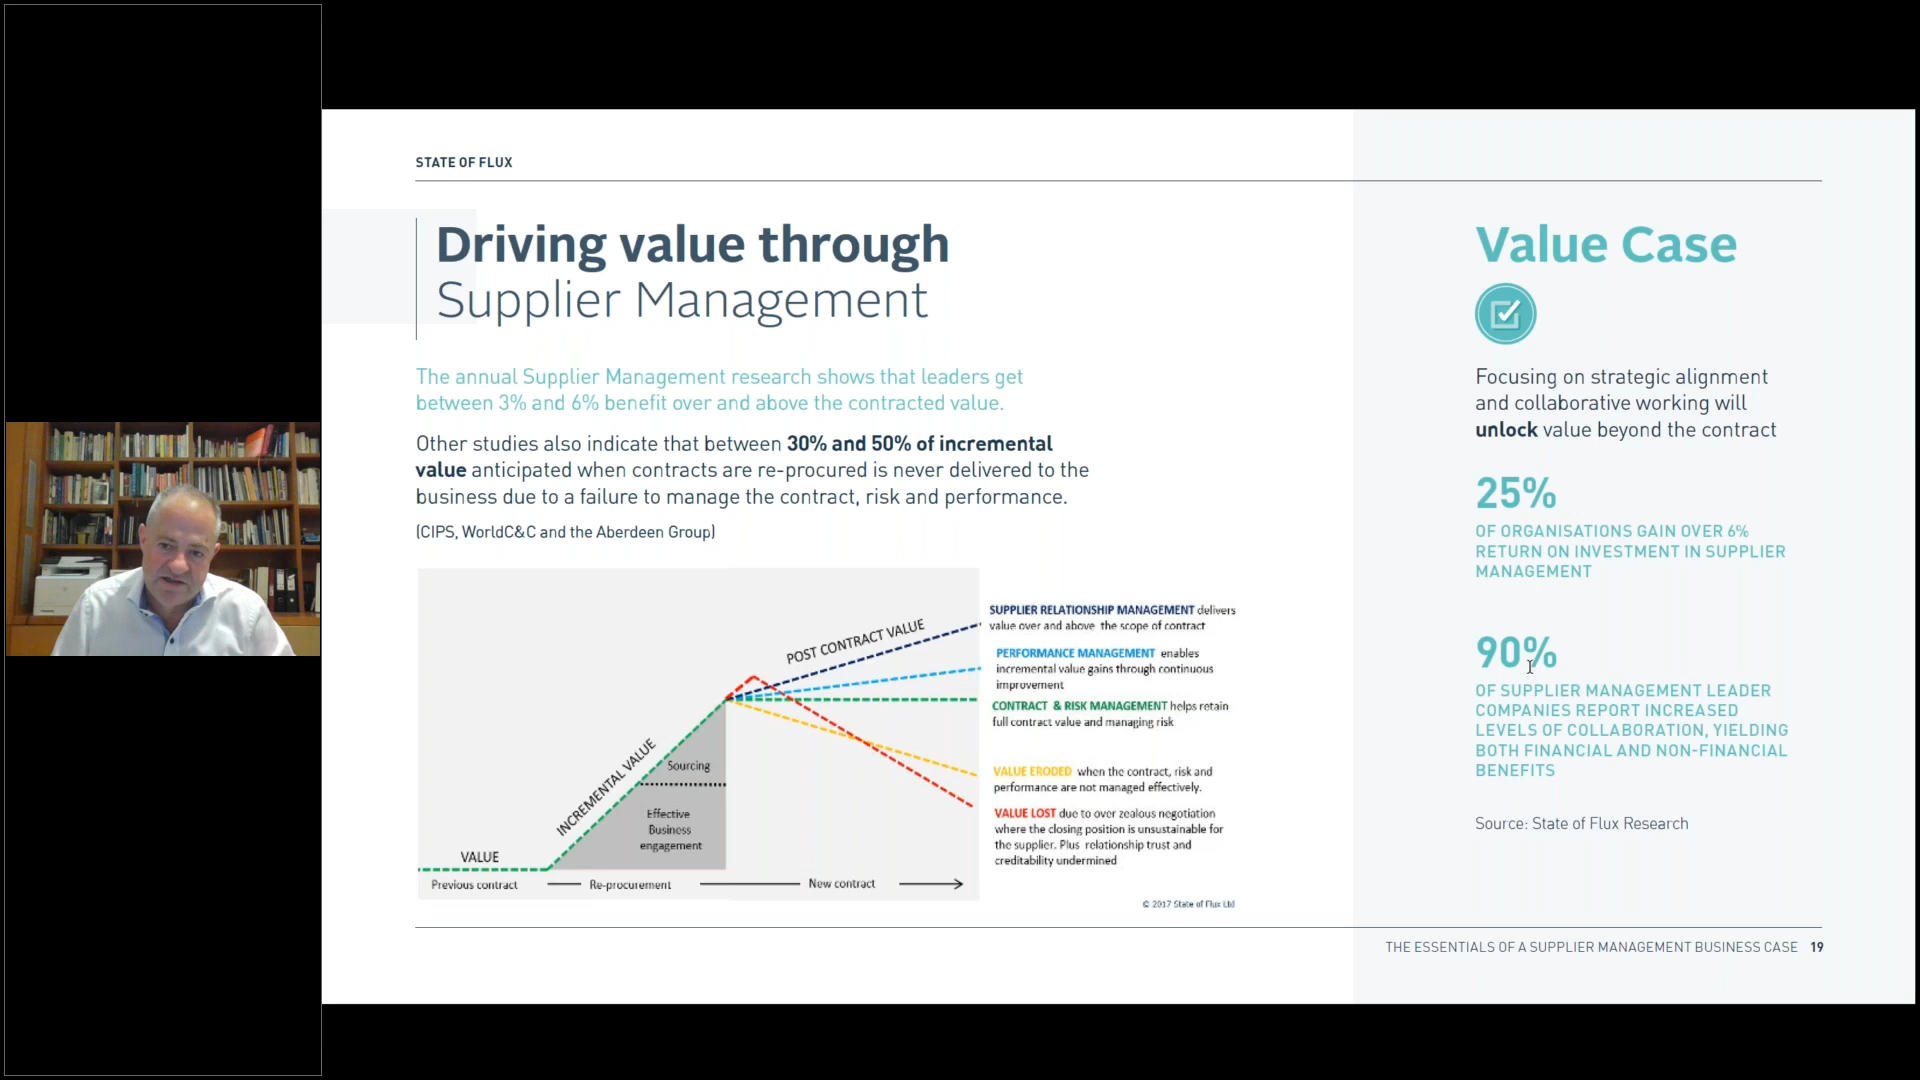 STATE OF FLUX
Driving value through
Supplier Management
The annual Supplier Management research shows that leaders get
between 3% and 6% benefit over and above the contracted value.
Other studies also indicate that between 30% and 50% of incremental
value anticipated when contracts are re-procured is never delivered to the
business due to a failure to manage the contract, risk and performance.
(CIPS, WorldC&C and the Aberdeen Group)
POST CONTRACT VALUE
INCREMENTAL VALUE
Sourcing
Effective
Business
engagement
VALUE
Previous contract
Re-procurement
New contract
SUPPLIER RELATIONSHIP MANAGEMENT delivers
value over and above the scope of contract
PERFORMANCE MANAGEMENT enables
incremental value gains through continuous
improvement
CONTRACT & RISK MANAGEMENT helps retain
full contract value and managing risk
VALUE ERODED when the contract, risk and
performance are not managed effectively.
VALUE LOST due to over zealous negotiation
where the closing position is unsustainable for
the supplier. Plus relationship trust and
creditability undermined
© 2017 State of Flux Ltd
Value Case
Focusing on strategic alignment
and collaborative working will
unlock value beyond the contract
25%
OF ORGANISATIONS GAIN OVER 6%
RETURN ON INVESTMENT IN SUPPLIER
MANAGEMENT
90%
OF SUPPLIER MANAGEMENT LEADER
COMPANIES REPORT INCREASED
LEVELS OF COLLABORATION, YIELDING
BOTH FINANCIAL AND NON-FINANCIAL
BENEFITS
Source: State of Flux Research
THE ESSENTIALS OF A SUPPLIER MANAGEMENT BUSINESS CASE 19